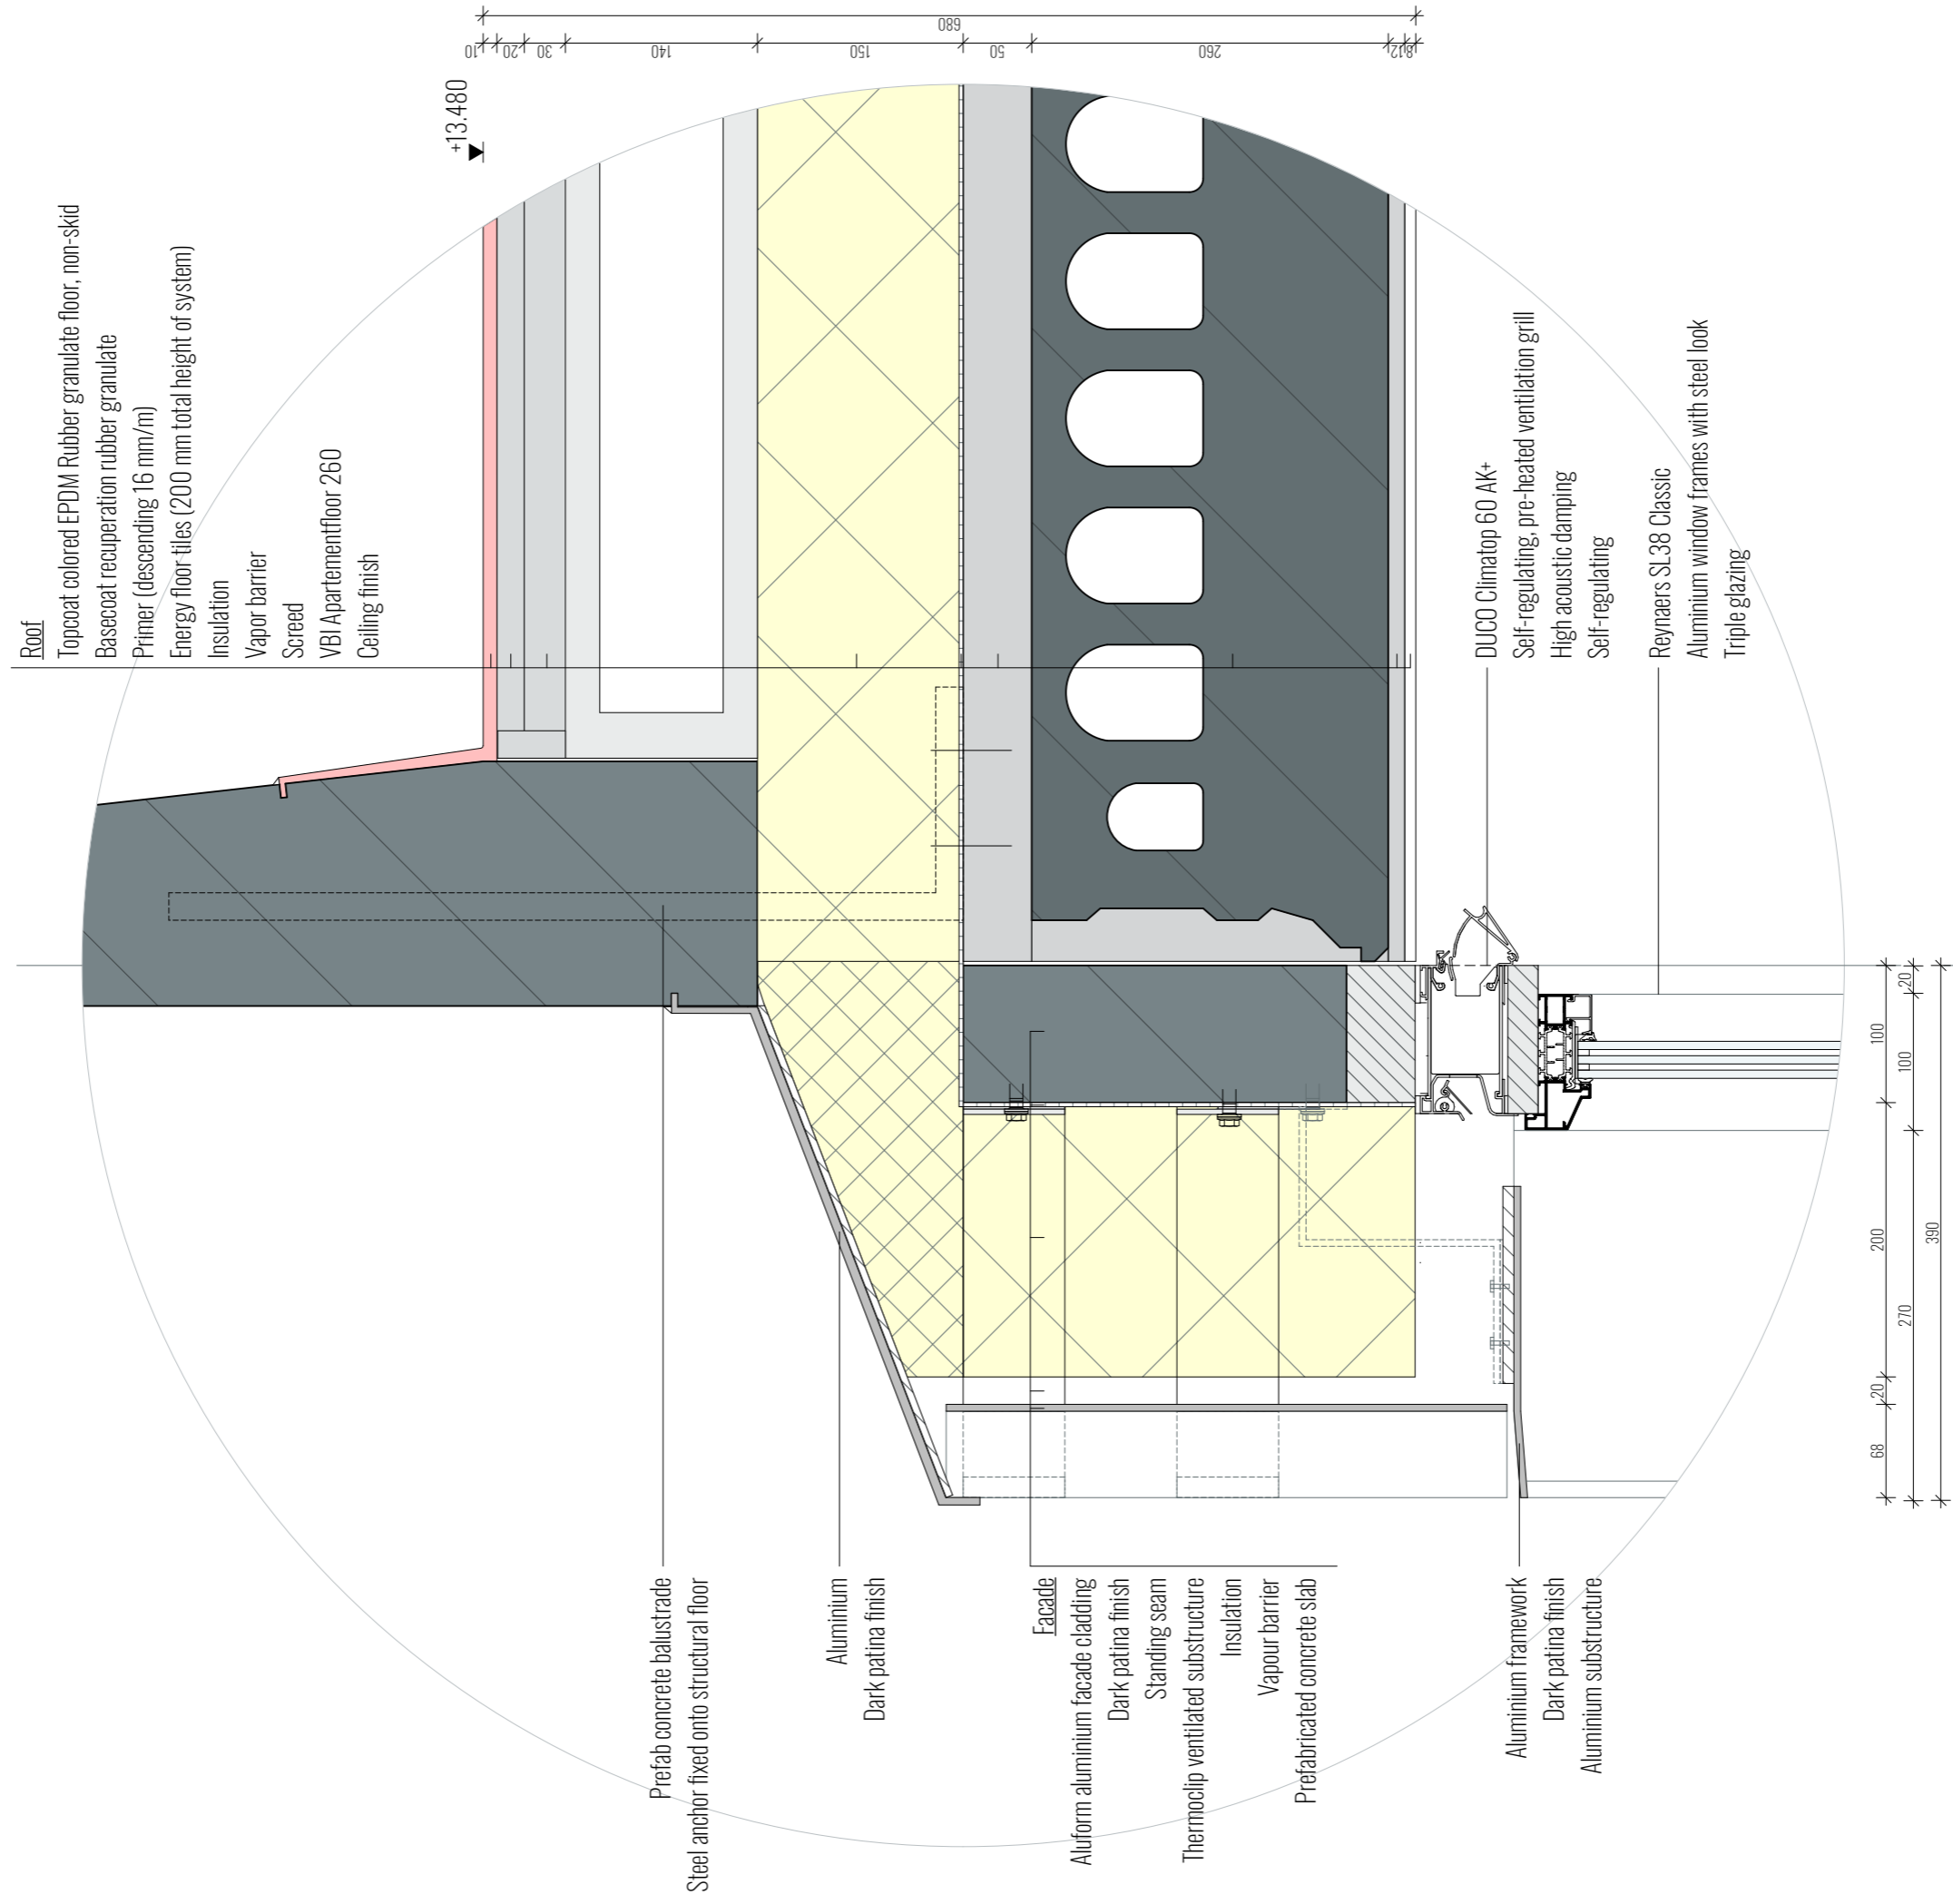 Roof
Topcoat colored EPDM Rubber granulate floor, non-skid
Basecoat recuperation rubber granulate
Primer (descending 16 mm/m)
Energy floor tiles (200 mm total height of system)
Insulation
Vapor barrier
Screed
VBI Apartementfloor 260
Ceiling finish
+13.480
10
20
30
140
150
50
260
12
8
680
DUCO Climatop 60 AK+
Self-regulating, pre-heated ventilation grill
High acoustic damping
Self-regulating
Reynaers SL38 Classic
Aluminium window frames with steel look
Triple glazing
Prefab concrete balustrade
Steel anchor fixed onto structural floor
Aluminium
Dark patina finish
Facade
Aluform aluminium facade cladding
Dark patina finish
Standing seam
Thermoclip ventilated substructure
Insulation
Vapour barrier
Prefabricated concrete slab
Aluminium framework
Dark patina finish
Aluminium substructure
68
20
200
100
270
100
20
390